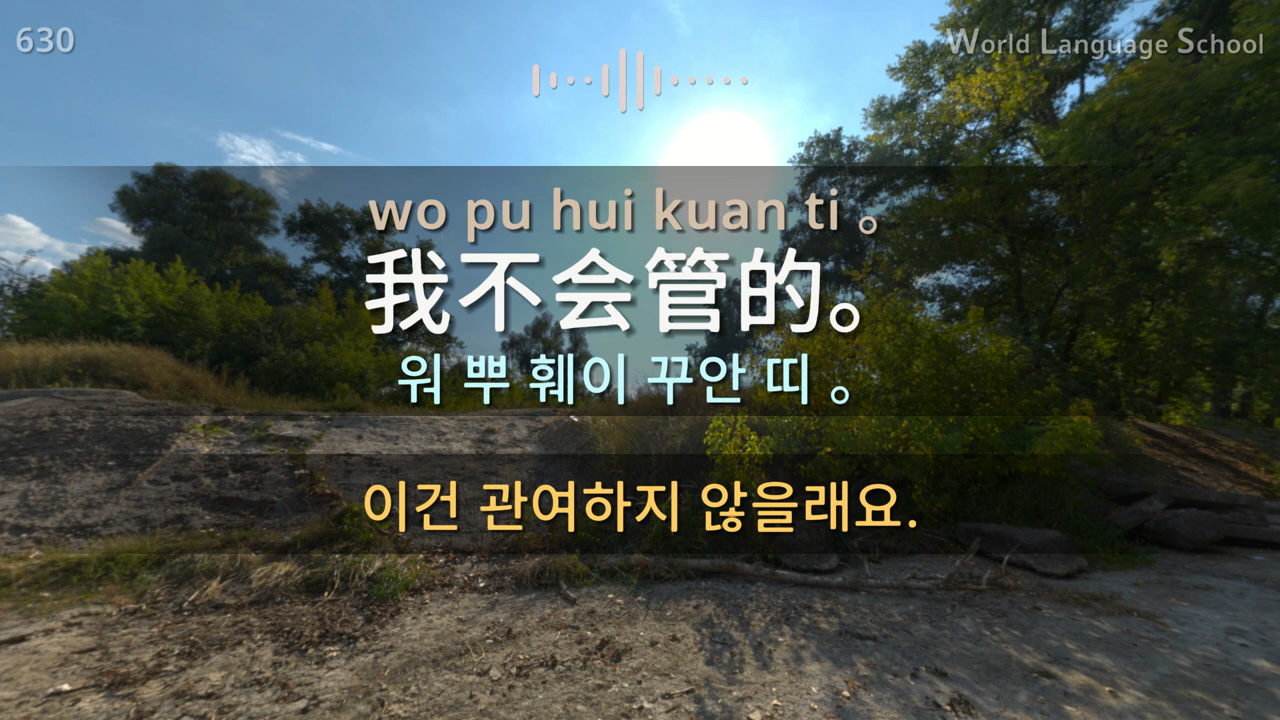 630
World Language School
wo pu hui kuan ti 。
我不会管的。
워 뿌 훼이 꾸안 띠 。
이건 관여하지 않을래요.